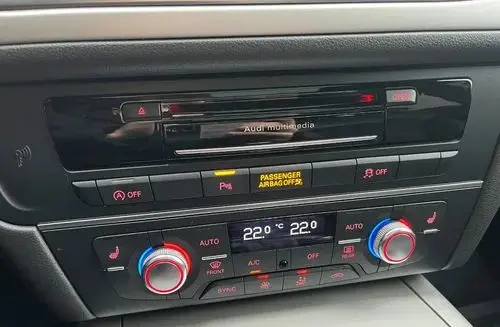 Audi multimedia
OFF P PASSENGER AIRBAG OFF OFF
AUTO 22.0 °C 22.0 AUTO
FRONT A/C OFF REAR
SYNC